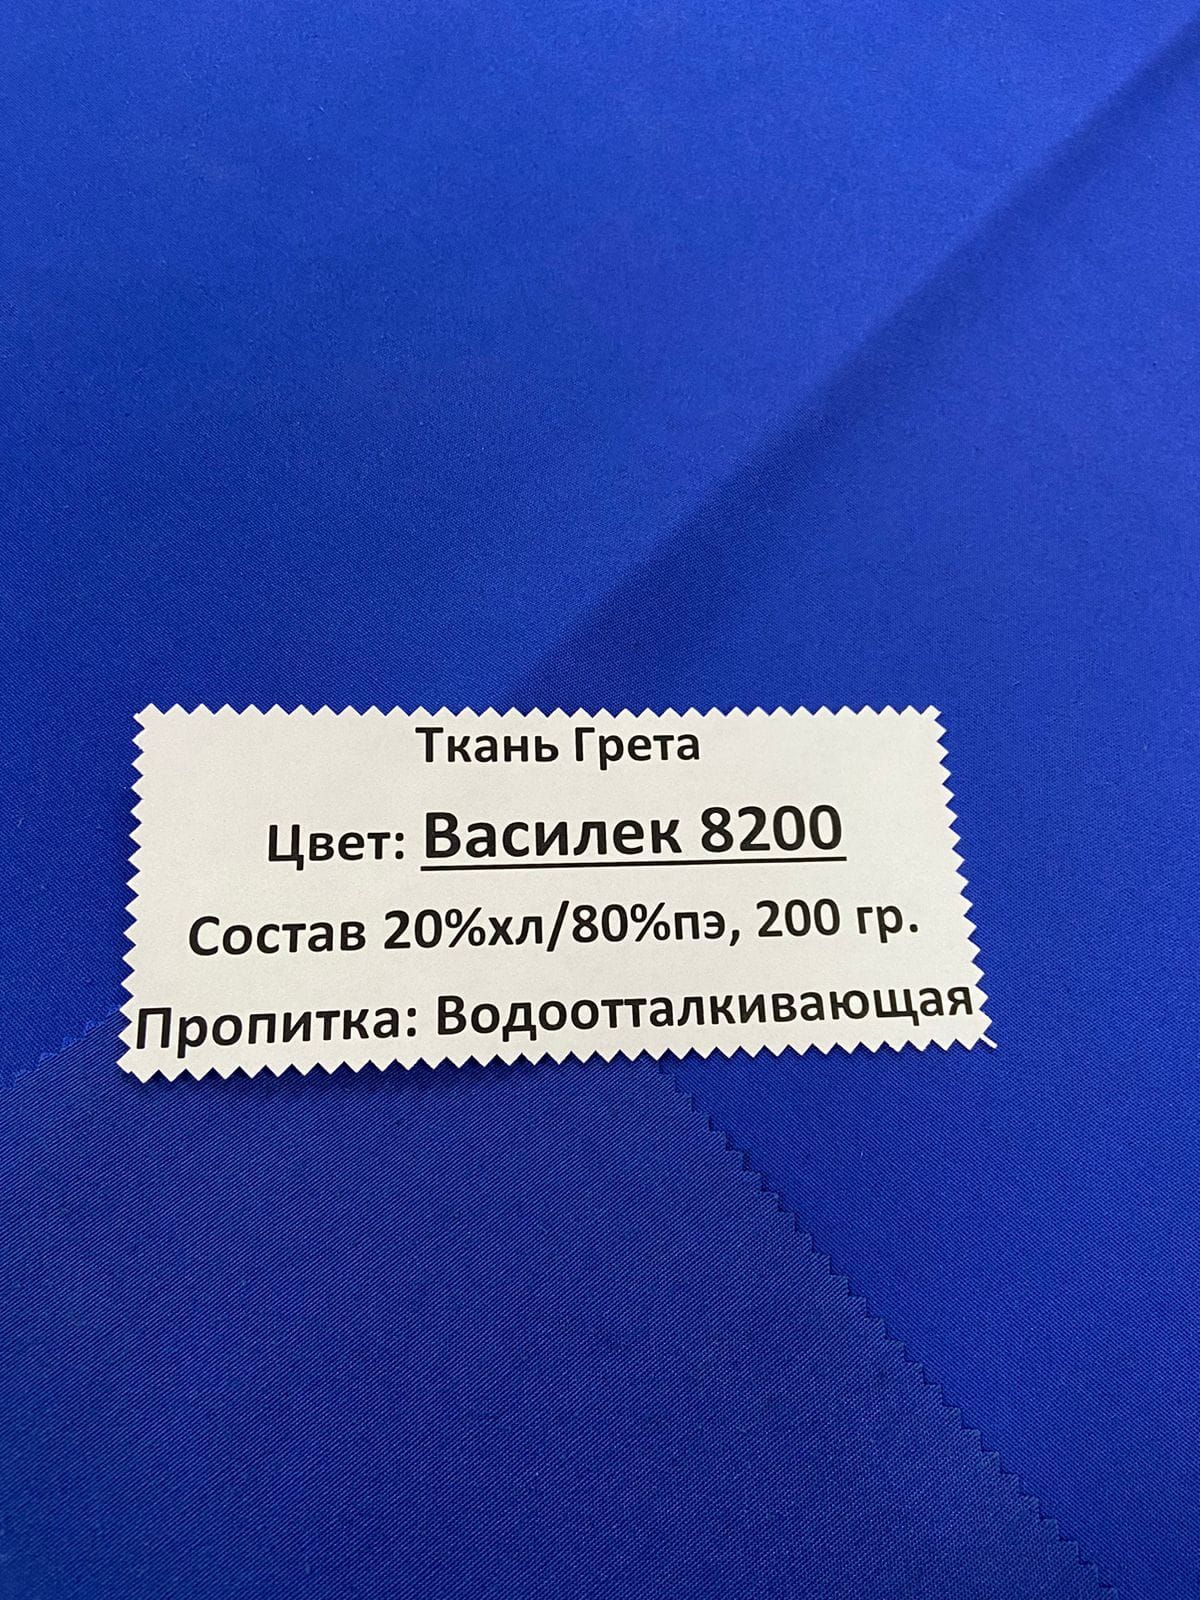 Ткань Грета
Цвет: Василек 8200
Состав 20%хл/80%пэ, 200 гр.
Пропитка: Водоотталкивающая